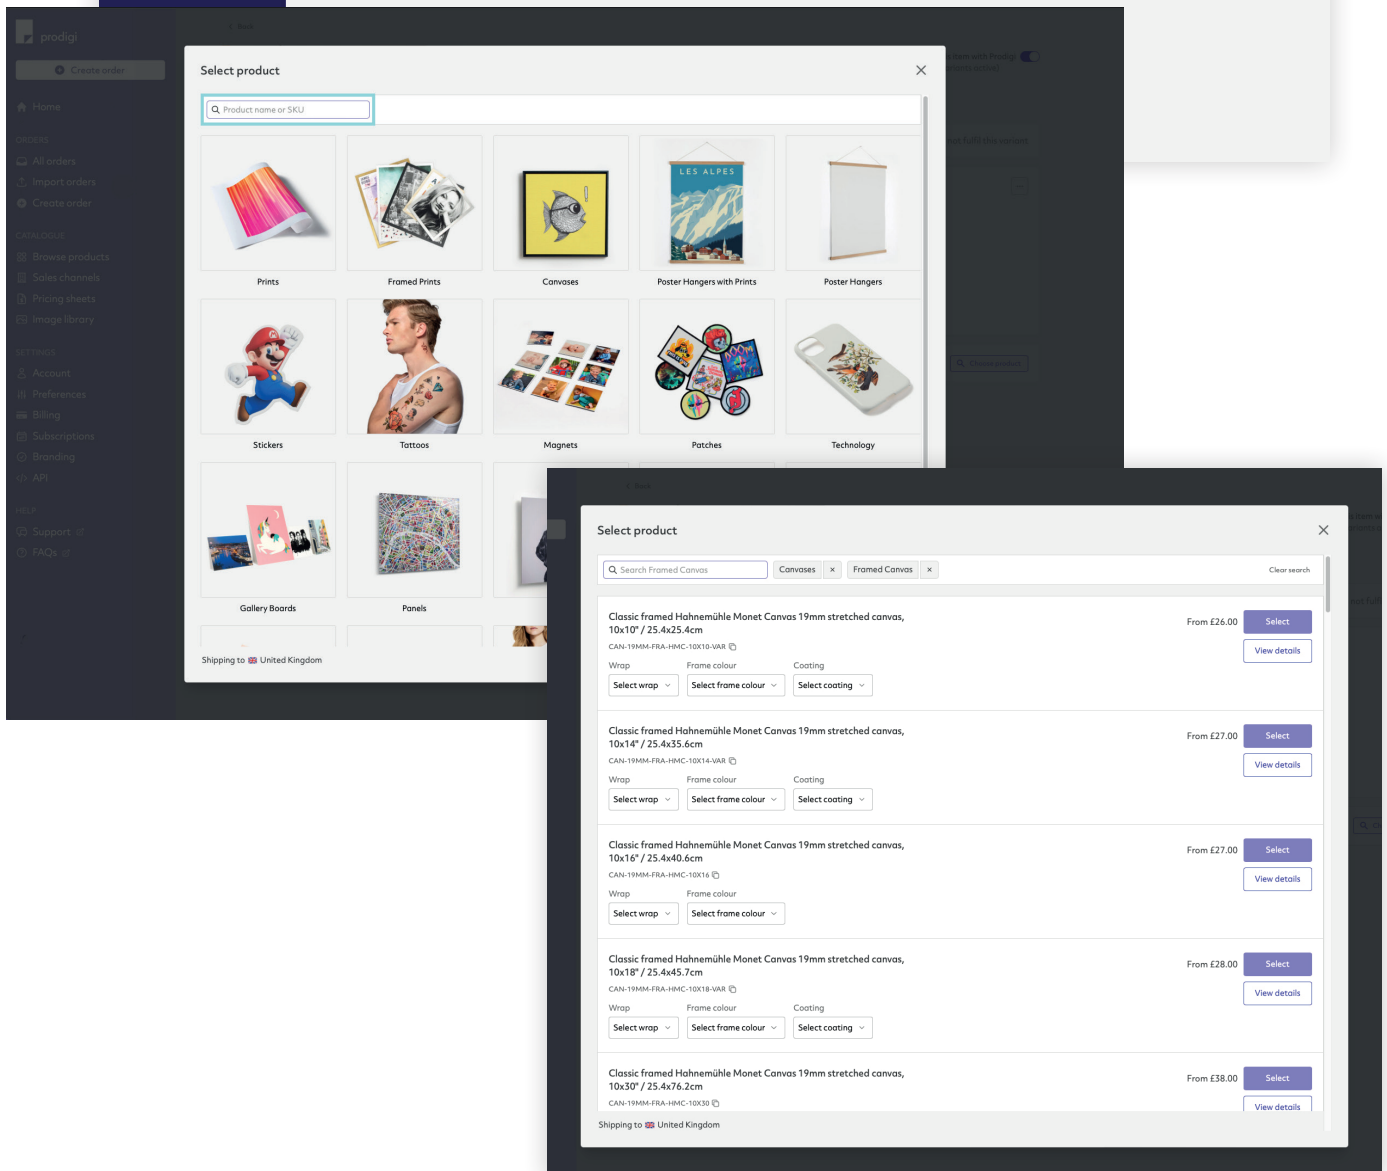 prodigi
Create order
Home
ORDERS
All orders
Import orders
Create order
CATALOGUE
Browse products
Sales channels
Pricing sheets
Image library
SETTINGS
Account
Preferences
Billing
Subscriptions
Branding
API
HELP
Support
FAQs
Back
item with Prodigi
not fulfil this variant
Choose product
Select product
Product name or SKU
Prints
Framed Prints
Canvases
LES ALPES
Poster Hangers with Prints
Poster Hangers
Stickers
Tattoos
Magnets
Patches
Technology
Gallery Boards
Panels
Shipping to United Kingdom
Back
Select product
Search Framed Canvas
Canvases ×
Framed Canvas ×
Clear search
Classic framed Hahnemühle Monet Canvas 19mm stretched canvas,
10x10" / 25.4x25.4cm
CAN-19MM-FRA-HMC-10X10-VAR
From £26.00
Select
View details
Wrap Frame colour Coating
Select wrap Select frame colour Select coating
Classic framed Hahnemühle Monet Canvas 19mm stretched canvas,
10x14" / 25.4x35.6cm
CAN-19MM-FRA-HMC-10X14-VAR
From £27.00
Select
View details
Wrap Frame colour Coating
Select wrap Select frame colour Select coating
Classic framed Hahnemühle Monet Canvas 19mm stretched canvas,
10x16" / 25.4x40.6cm
CAN-19MM-FRA-HMC-10X16
From £27.00
Select
View details
Wrap Frame colour
Select wrap Select frame colour
Classic framed Hahnemühle Monet Canvas 19mm stretched canvas,
10x18" / 25.4x45.7cm
CAN-19MM-FRA-HMC-10X18-VAR
From £28.00
Select
View details
Wrap Frame colour Coating
Select wrap Select frame colour Select coating
Classic framed Hahnemühle Monet Canvas 19mm stretched canvas,
10x30" / 25.4x76.2cm
CAN-19MM-FRA-HMC-10X30
From £38.00
Select
View details
Shipping to United Kingdom